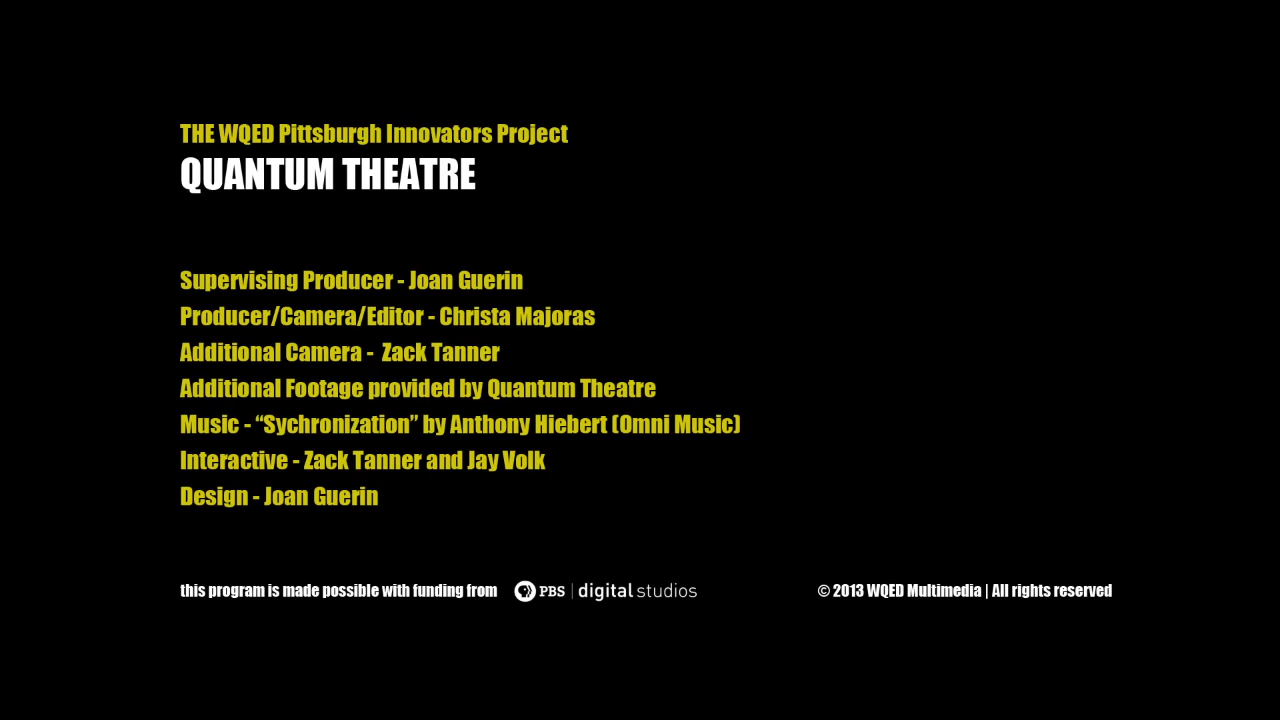 THE WQED Pittsburgh Innovators Project
QUANTUM THEATRE
Supervising Producer - Joan Guerin
Producer/Camera/Editor - Christa Majoras
Additional Camera -  Zack Tanner
Additional Footage provided by Quantum Theatre
Music - “Sychronization” by Anthony Hiebert (Omni Music)
Interactive - Zack Tanner and Jay Volk
Design - Joan Guerin
this program is made possible with funding from PBS | digital studios
© 2013 WQED Multimedia | All rights reserved